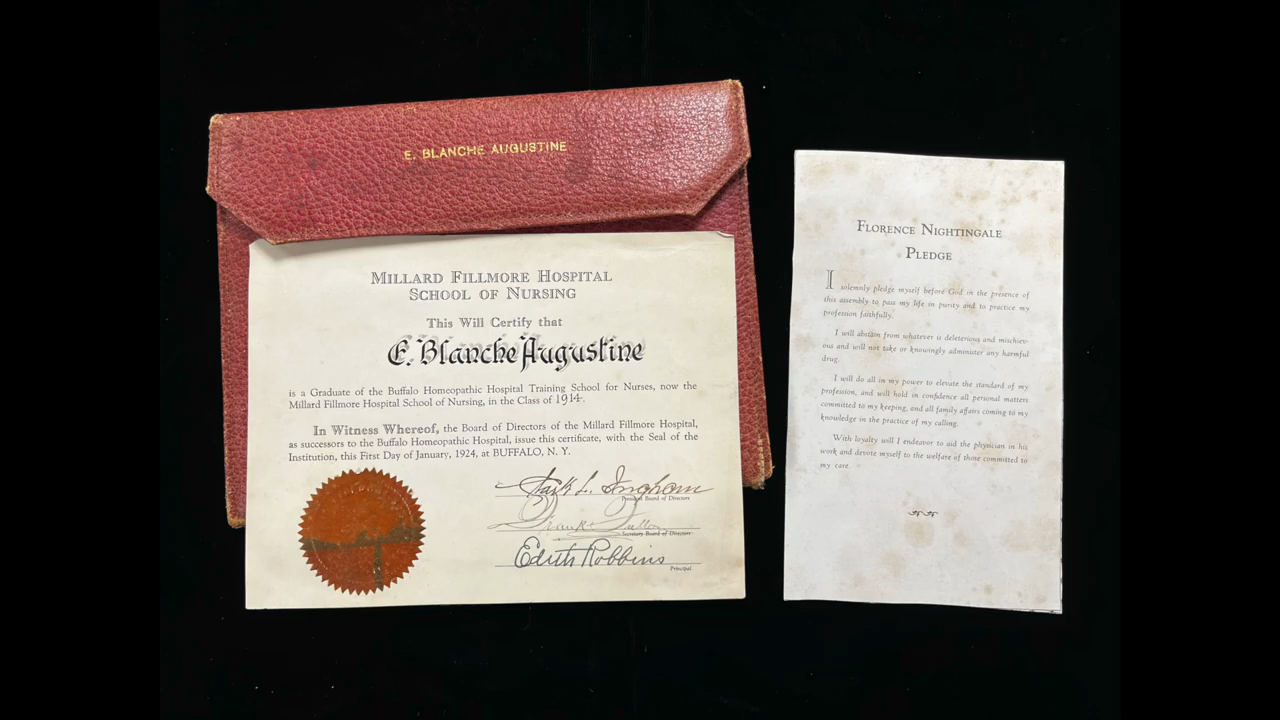 E. BLANCHE AUGUSTINE
MILLARD FILLMORE HOSPITAL
SCHOOL OF NURSING
This Will Certify that
E. Blanche Augustine
is a Graduate of the Buffalo Homeopathic Hospital Training School for Nurses, now the
Millard Fillmore Hospital School of Nursing, in the Class of 1914.
In Witness Whereof, the Board of Directors of the Millard Fillmore Hospital,
as successors to the Buffalo Homeopathic Hospital, issue this certificate, with the Seal of the
Institution, this First Day of January, 1924, at BUFFALO, N. Y.
President Board of Directors
Secretary Board of Directors
Edith Robbins
Principal
FLORENCE NIGHTINGALE
PLEDGE
I solemnly pledge myself before God in the presence of
this assembly to pass my life in purity and to practice my
profession faithfully.
I will abstain from whatever is deleterious and mischiev-
ous and will not take or knowingly administer any harmful
drug.
I will do all in my power to elevate the standard of my
profession, and will hold in confidence all personal matters
committed to my keeping, and all family affairs coming to my
knowledge in the practice of my calling.
With loyalty will I endeavor to aid the physician in his
work and devote myself to the welfare of those committed to
my care.